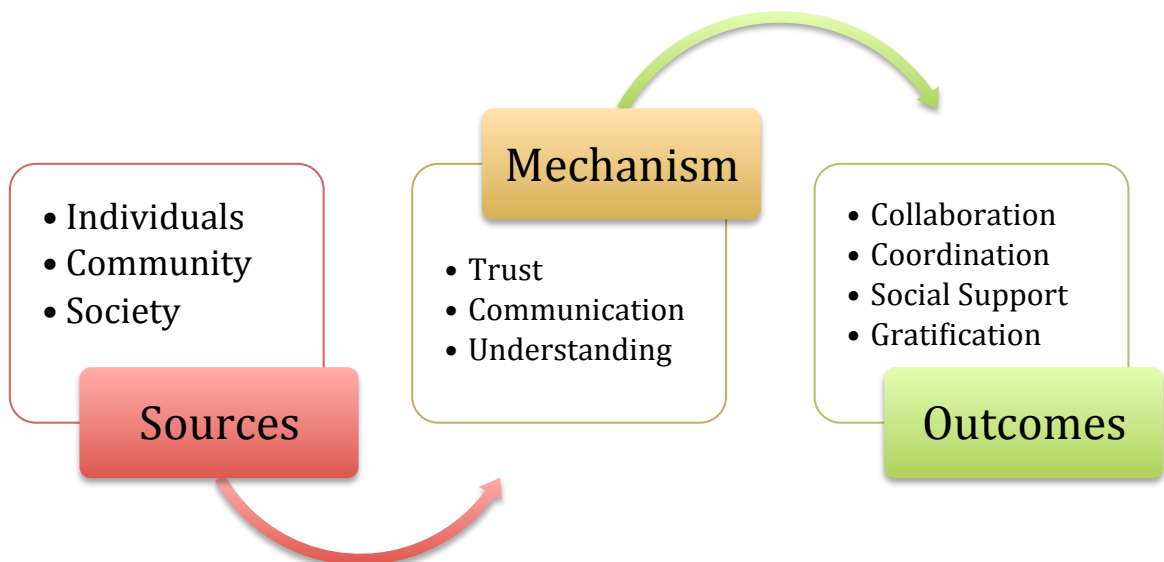 • Individuals
• Community
• Society
Sources
Mechanism
• Trust
• Communication
• Understanding
• Collaboration
• Coordination
• Social Support
• Gratification
Outcomes